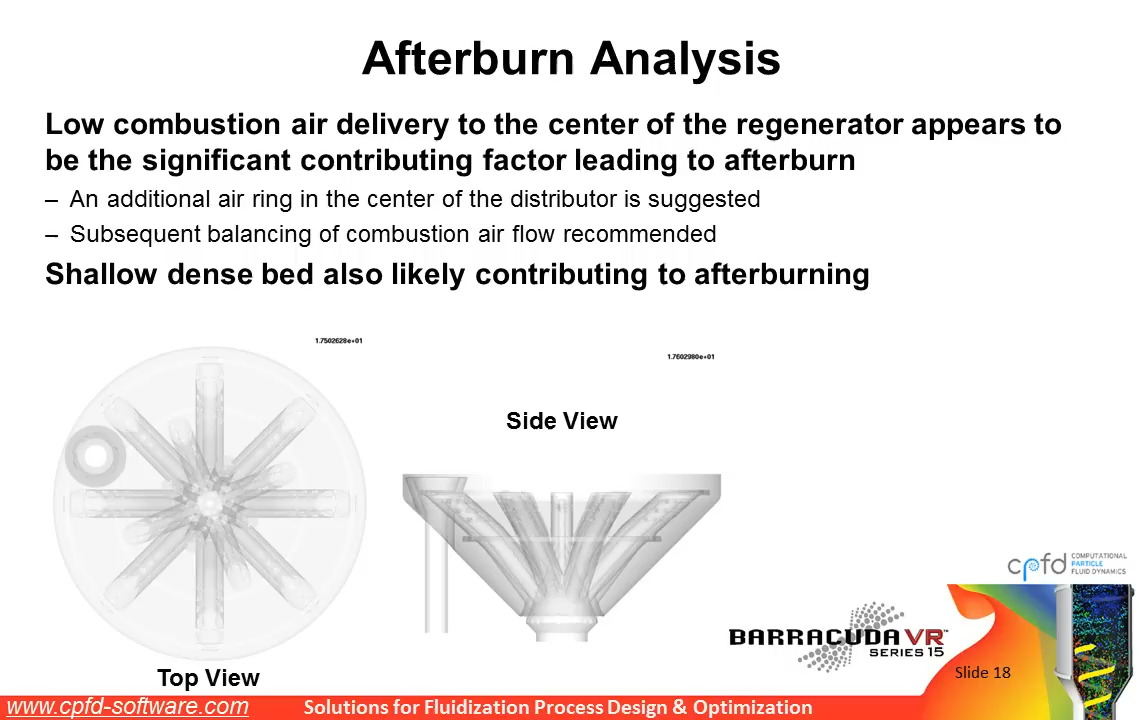 Afterburn Analysis
Low combustion air delivery to the center of the regenerator appears to
be the significant contributing factor leading to afterburn
– An additional air ring in the center of the distributor is suggested
– Subsequent balancing of combustion air flow recommended
Shallow dense bed also likely contributing to afterburning
1.7502628e+01
1.7602980e+01
Side View
Top View
cpfd COMPUTATIONAL
PARTICLE
FLUID DYNAMICS
BARRACUDA VR™
SERIES 15
Slide 18
www.cpfd-software.com
Solutions for Fluidization Process Design & Optimization